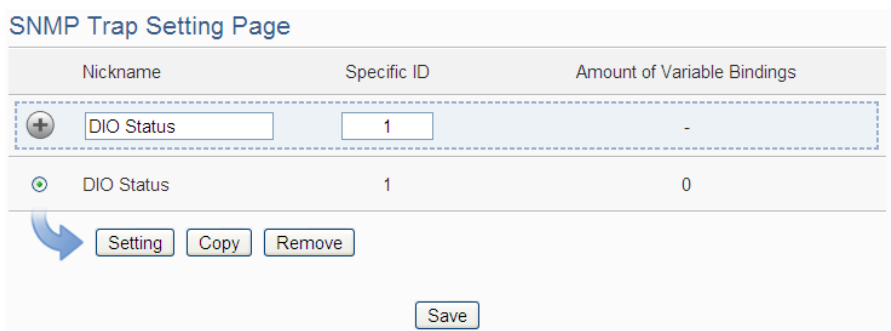 SNMP Trap Setting Page
Nickname Specific ID Amount of Variable Bindings
DIO Status 1 -
DIO Status 1 0
Setting Copy Remove
Save